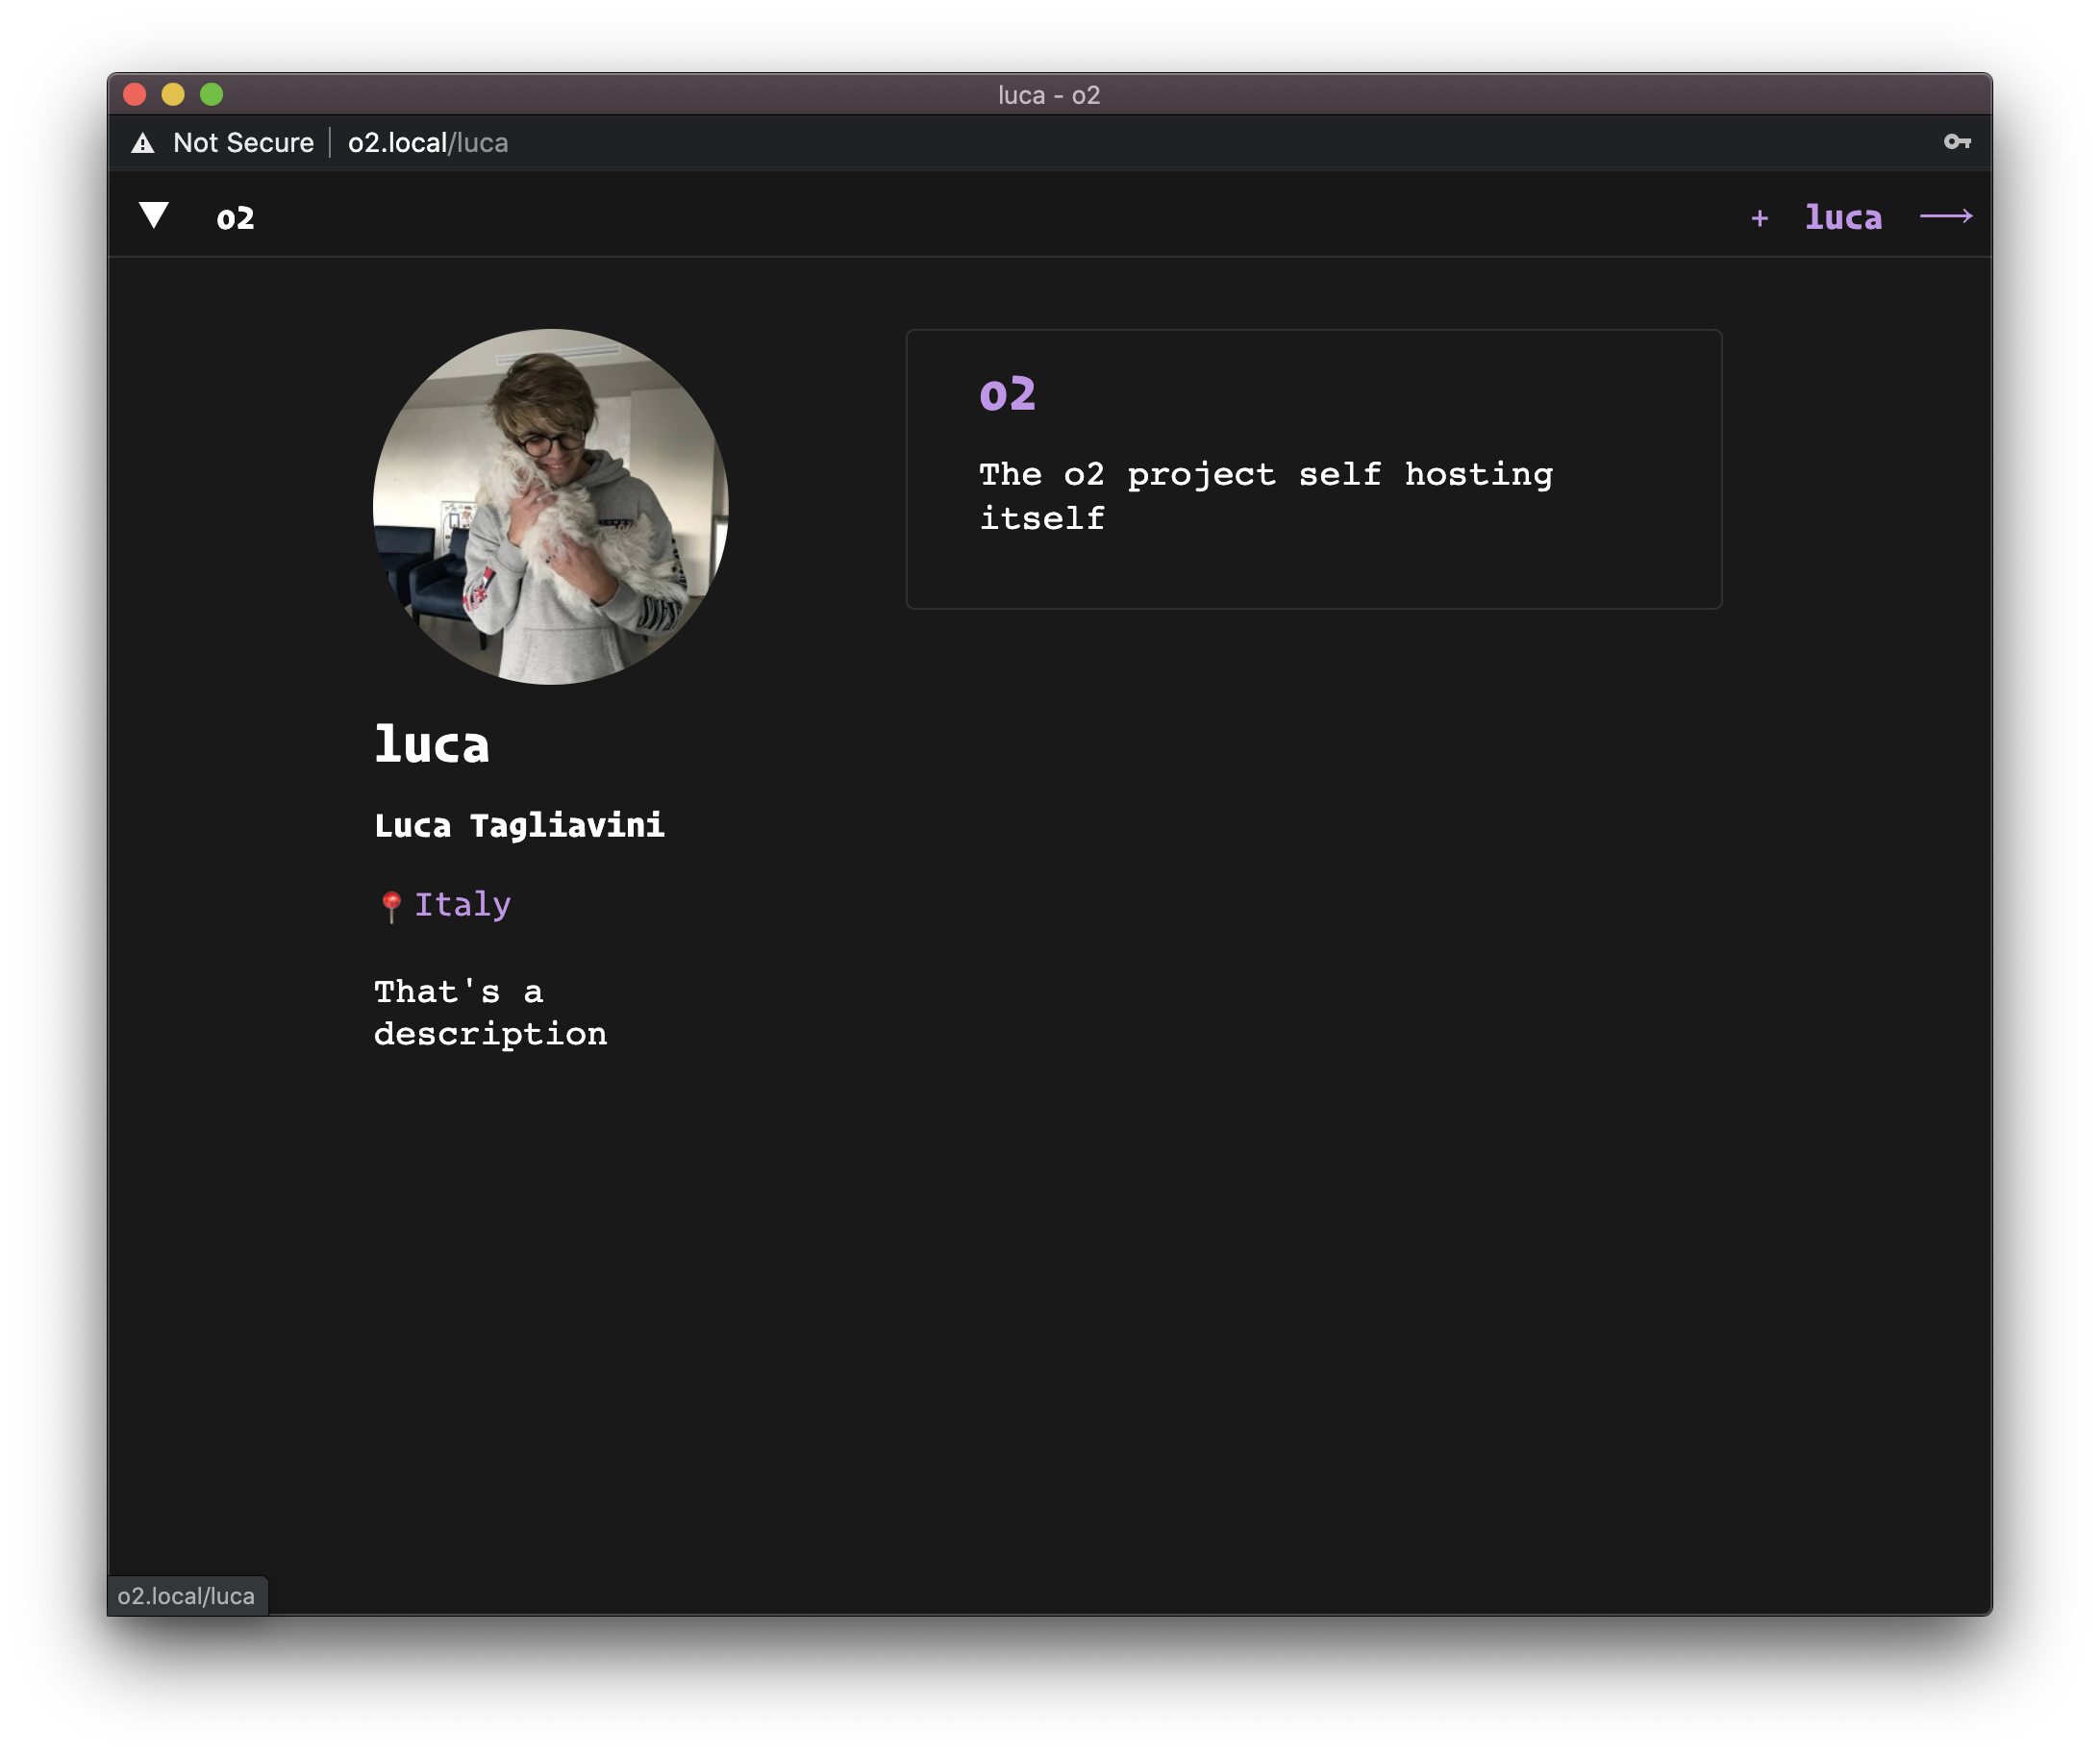 luca - o2
Not Secure o2.local/luca
o2
+ luca ⟶
o2
The o2 project self hosting
itself
luca
Luca Tagliavini
📍Italy
That's a
description
o2.local/luca